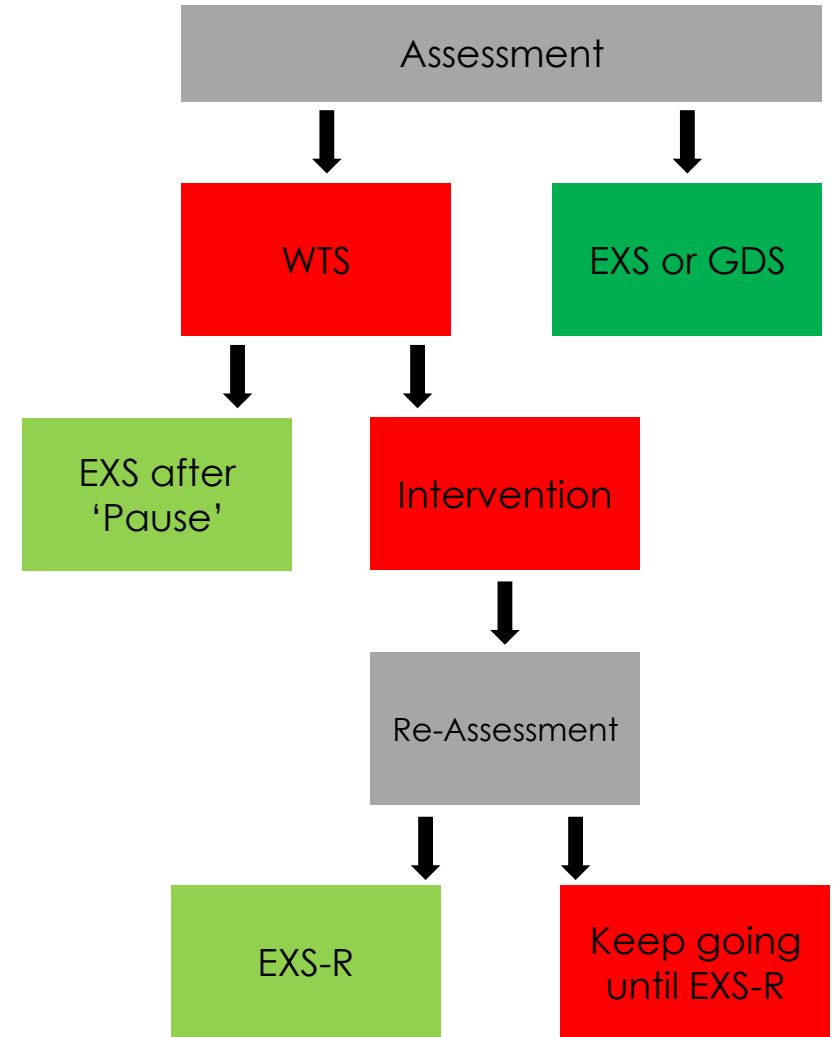 Assessment
WTS
EXS or GDS
EXS after
‘Pause’
Intervention
Re-Assessment
EXS-R
Keep going
until EXS-R